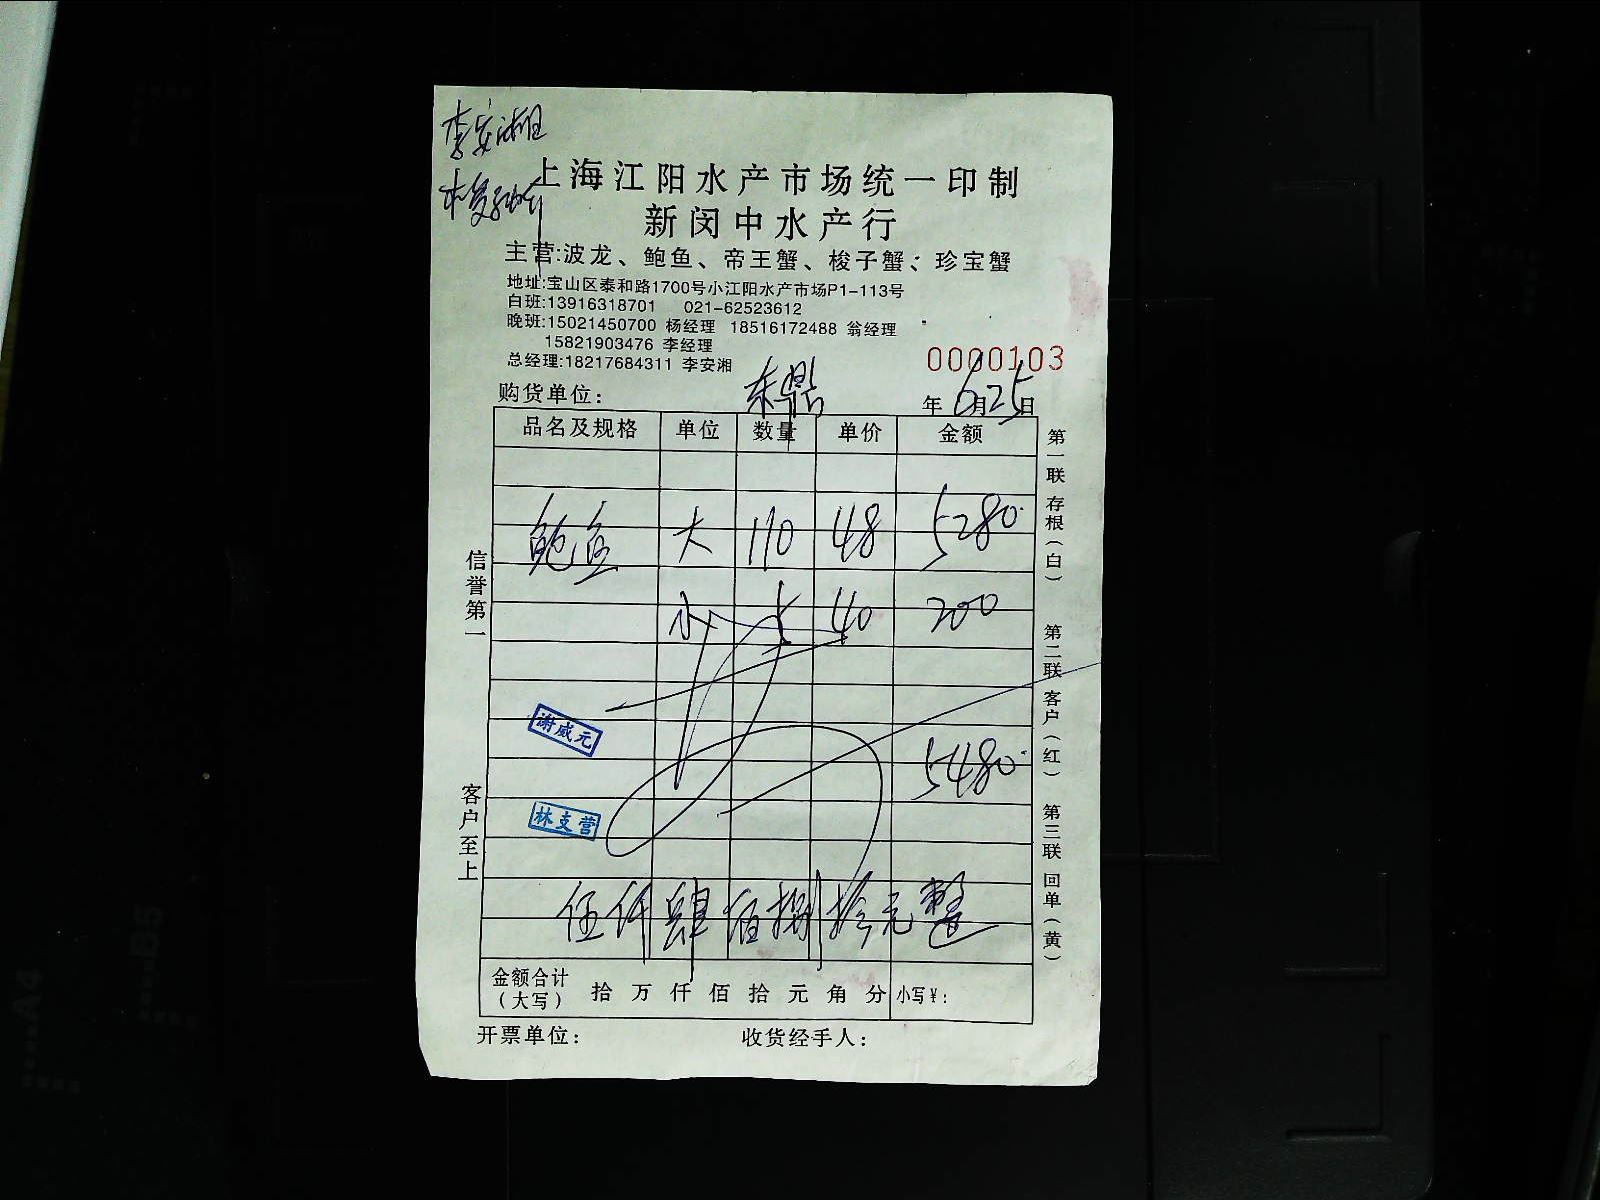 李安湘
上海江阳水产市场统一印制
新闵中水产行
主营:波龙、鲍鱼、帝王蟹、梭子蟹、珍宝蟹
地址:宝山区泰和路1700号小江阳水产市场P1-113号
白班:13916318701 021-62523612
晚班:15021450700 杨经理 18516172488 翁经理
15821903476 李经理
总经理:18217684311 李安湘
0000103
购货单位: 年 6月25日
品名及规格 单位 数量 单价 金额
鲍鱼 大 110 48 5280
小 5 40 200
谢威元
5480
林支营
伍仟肆佰捌拾元整
金额合计(大写) 拾万仟佰拾元角分 小写¥:
开票单位: 收货经手人:
信誉第一
客户至上
第一联 存根(白)
第二联 客户(红)
第三联 回单(黄)